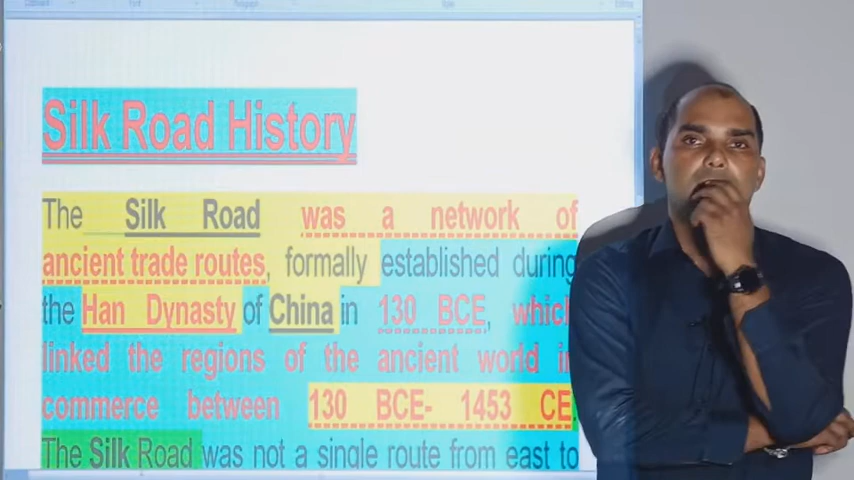 Silk Road History
The Silk Road was a network of
ancient trade routes, formally established during
the Han Dynasty of China in 130 BCE, which
linked the regions of the ancient world in
commerce between 130 BCE- 1453 CE.
The Silk Road was not a single route from east to